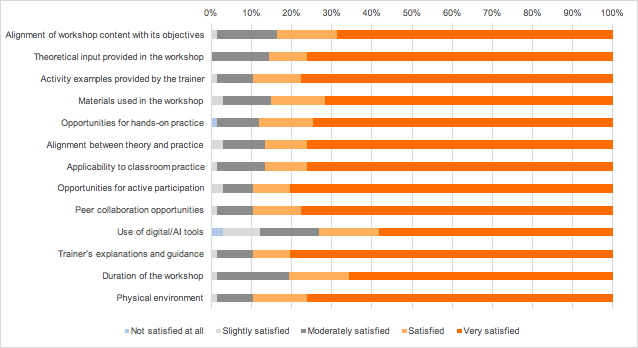 0% 10% 20% 30% 40% 50% 60% 70% 80% 90% 100%
Alignment of workshop content with its objectives
Theoretical input provided in the workshop
Activity examples provided by the trainer
Materials used in the workshop
Opportunities for hands-on practice
Alignment between theory and practice
Applicability to classroom practice
Opportunities for active participation
Peer collaboration opportunities
Use of digital/AI tools
Trainer's explanations and guidance
Duration of the workshop
Physical environment
Not satisfied at all Slightly satisfied Moderately satisfied Satisfied Very satisfied